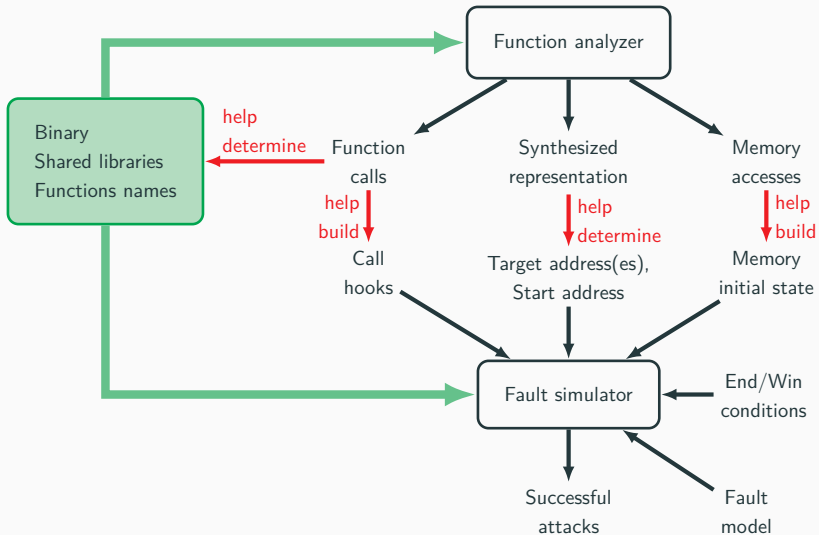 Function analyzer
Binary
Shared libraries
Functions names
help
determine
Function
calls
Synthesized
representation
Memory
accesses
help
build
help
determine
help
build
Call
hooks
Target address(es),
Start address
Memory
initial state
Fault simulator
End/Win
conditions
Successful
attacks
Fault
model